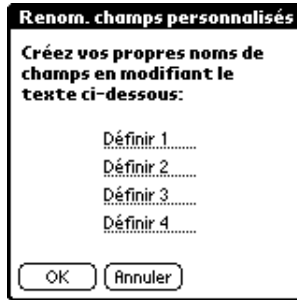 Renom. champs personnalisés
Créez vos propres noms de
champs en modifiant le
texte ci-dessous:
Définir 1
Définir 2
Définir 3
Définir 4
OK Annuler